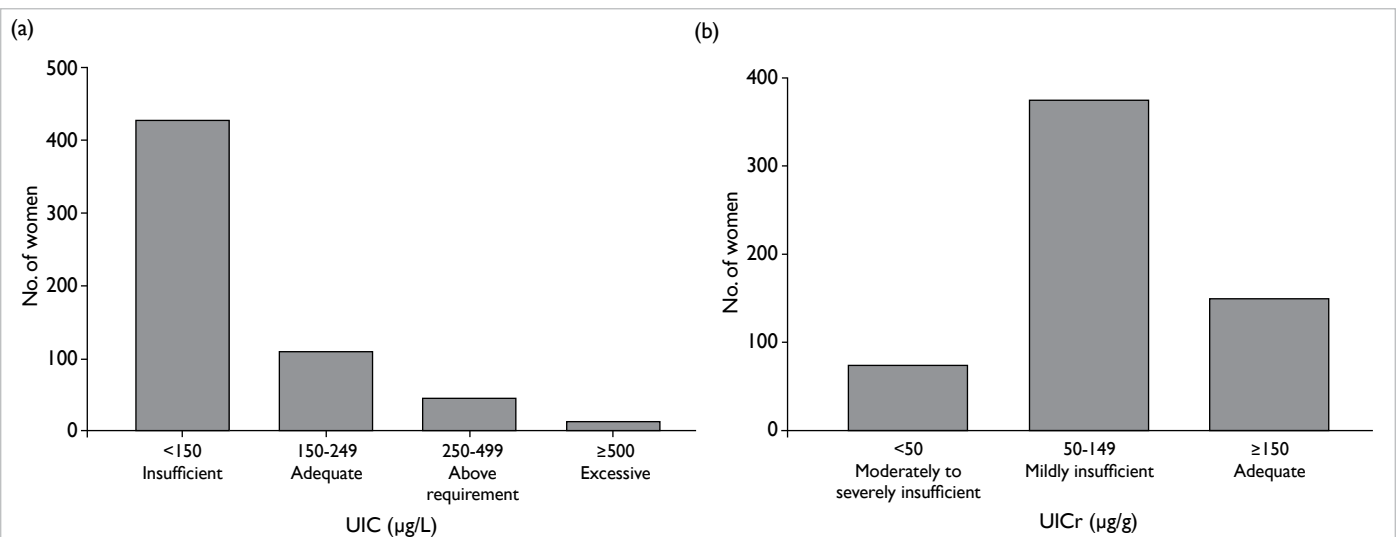 (a)
No. of women
500
400
300
200
100
0
<150
Insufficient
150-249
Adequate
250-499
Above
requirement
≥500
Excessive
UIC (µg/L)
(b)
No. of women
400
300
200
100
0
<50
Moderately to
severely insufficient
50-149
Mildly insufficient
≥150
Adequate
UICr (µg/g)